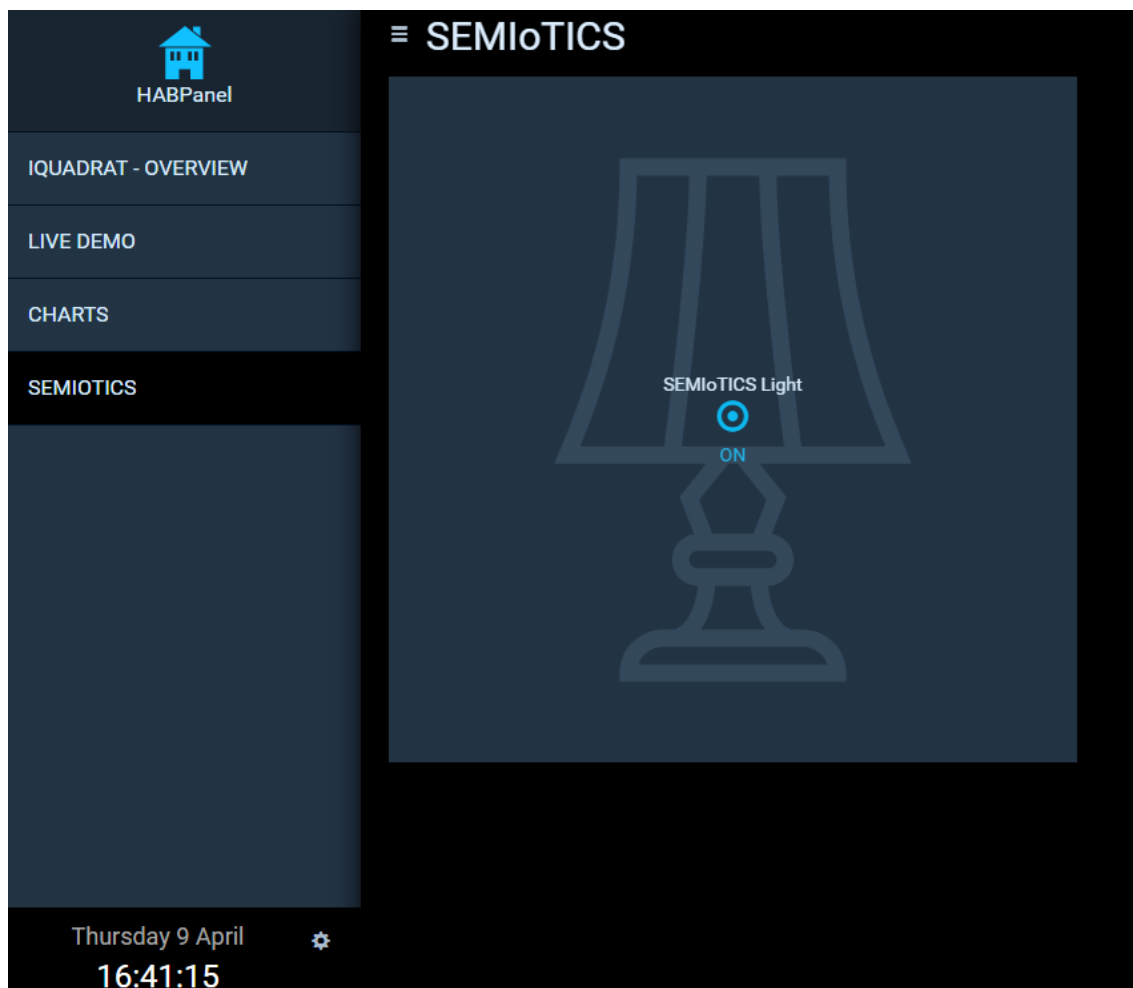 HABPanel
IQUADRAT - OVERVIEW
LIVE DEMO
CHARTS
SEMIOTICS
Thursday 9 April
16:41:15
SEMIoTICS
SEMIoTICS Light
ON